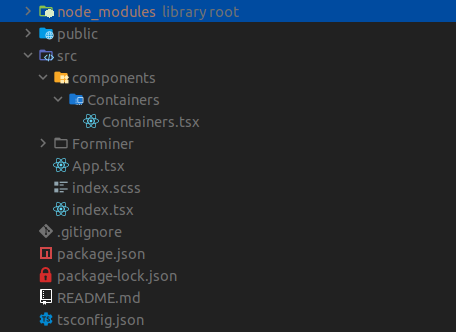 node_modules library root
public
src
components
Containers
Containers.tsx
Forminer
App.tsx
index.scss
index.tsx
.gitignore
package.json
package-lock.json
README.md
tsconfig.json